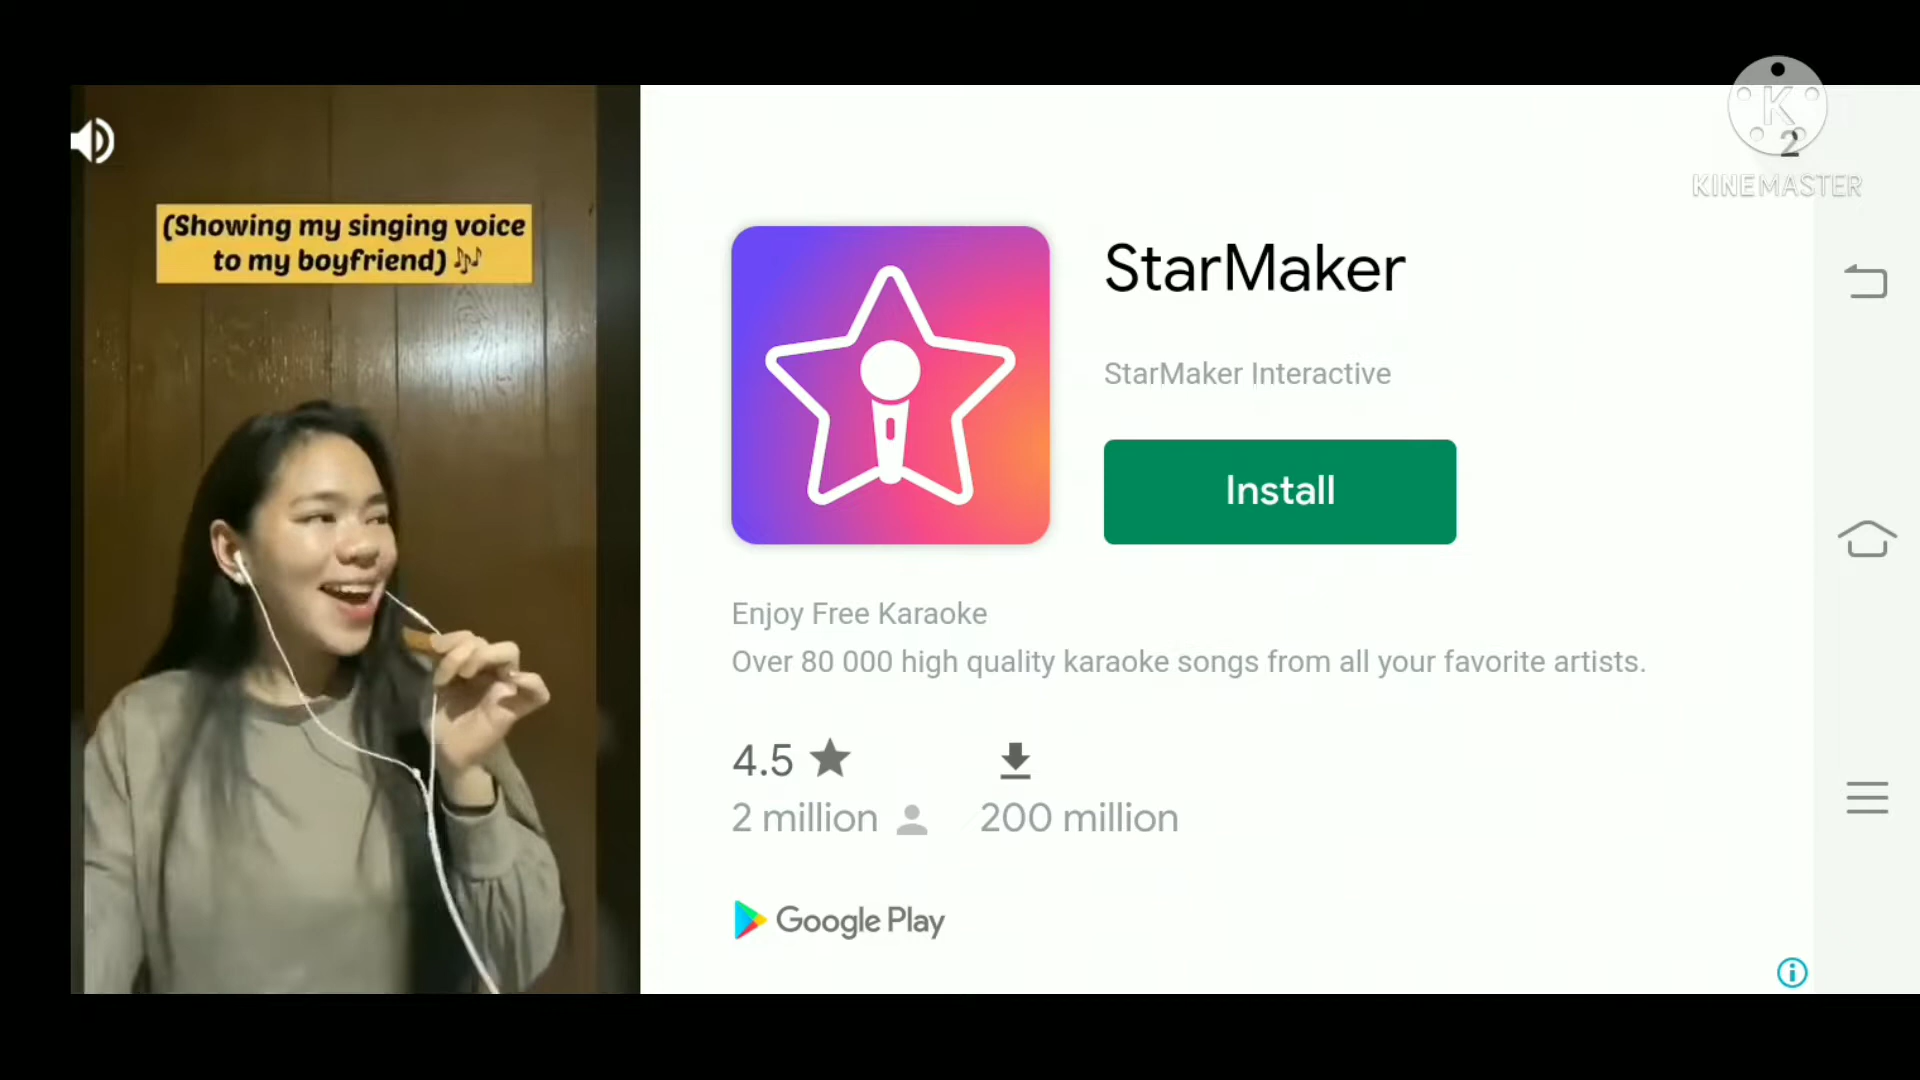 (Showing my singing voice
to my boyfriend)
K
2
KINEMASTER
StarMaker
StarMaker Interactive
Install
Enjoy Free Karaoke
Over 80 000 high quality karaoke songs from all your favorite artists.
4.5
2 million
200 million
Google Play